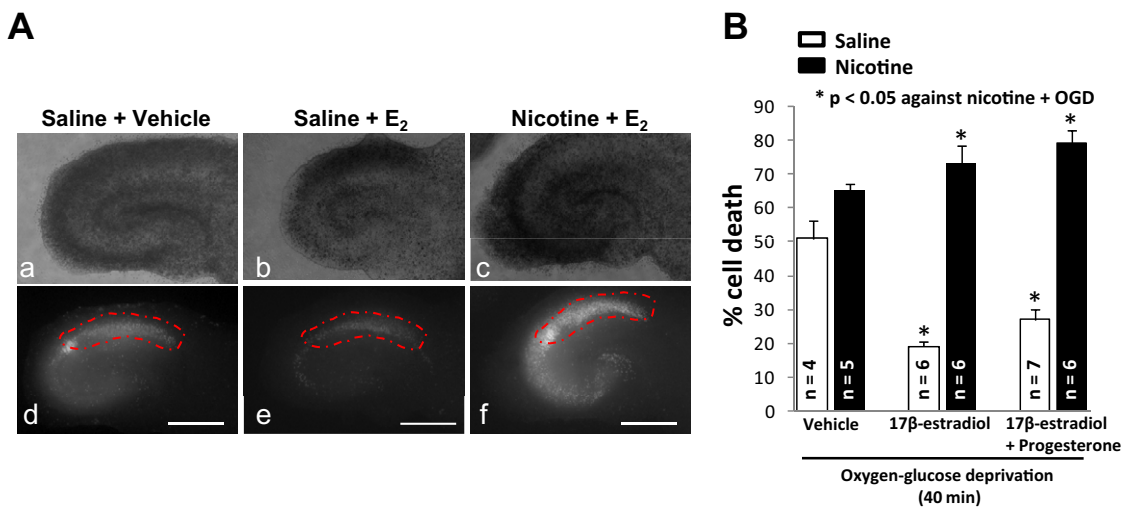 A
Saline + Vehicle
Saline + E₂
Nicotine + E₂
a
b
c
d
e
f
B
Saline
Nicotine
* p < 0.05 against nicotine + OGD
% cell death
90
80
70
60
50
40
30
20
10
0
*
*
*
*
n = 4
n = 5
n = 6
n = 6
n = 7
n = 6
Vehicle
17β-estradiol
17β-estradiol
+ Progesterone
Oxygen-glucose deprivation
(40 min)